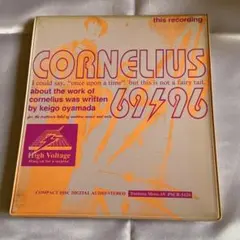 this recording
CORNELIUS
I could say, "once upon a time", but this is not a fairy tail.
about the work of
cornelius was written
by keigo oyamada
69 96
High Voltage
COMPACT DISC DIGITAL AUDIO/STEREO